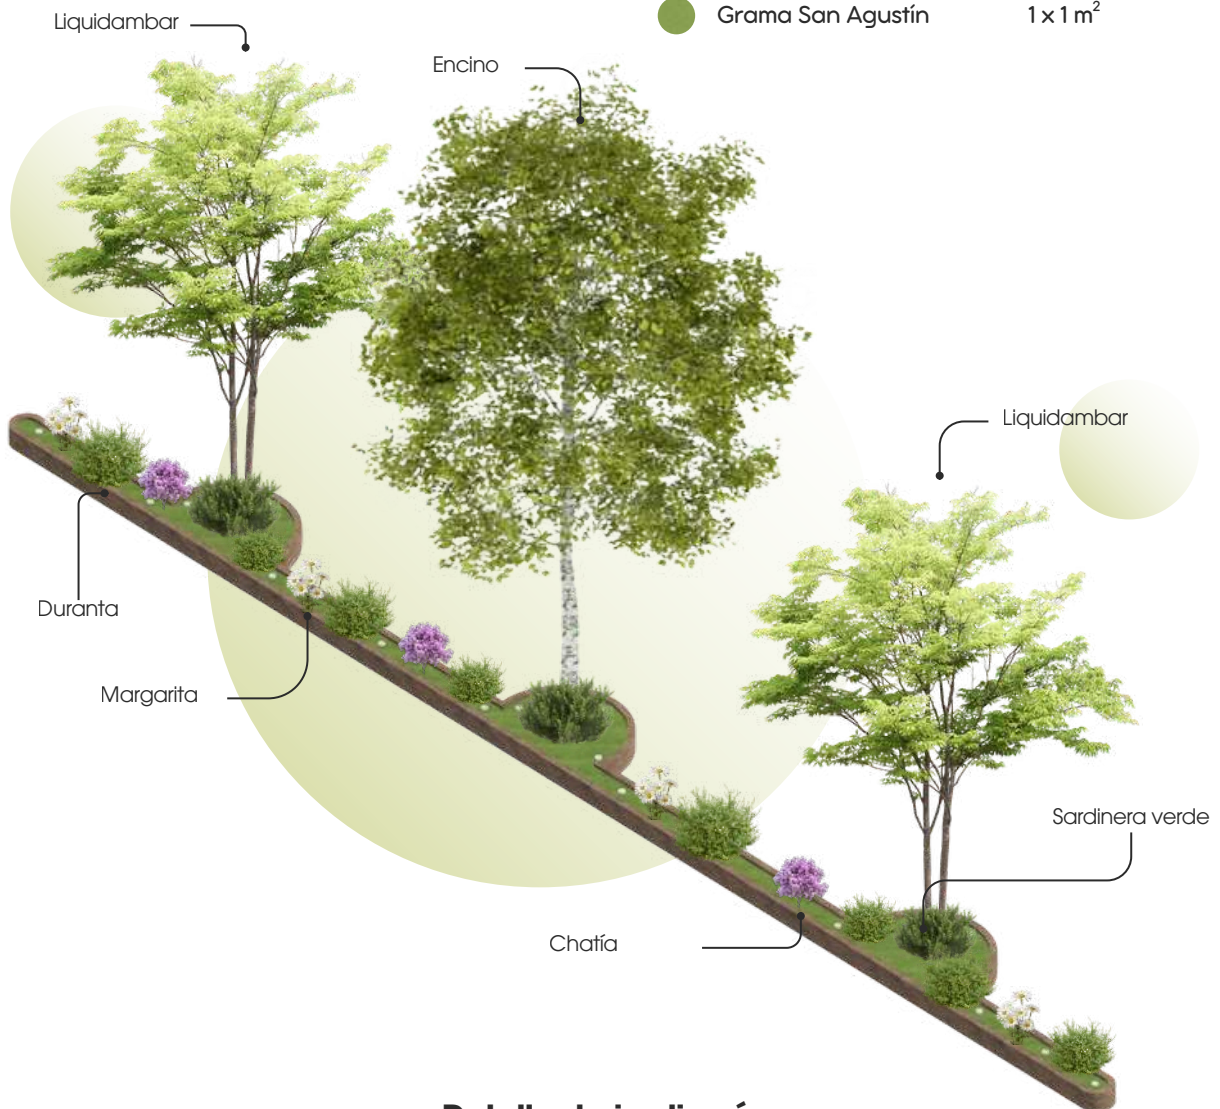 Liquidambar
Grama San Agustín 1 x 1 m²
Encino
Liquidambar
Duranta
Margarita
Sardinera verde
Chatía